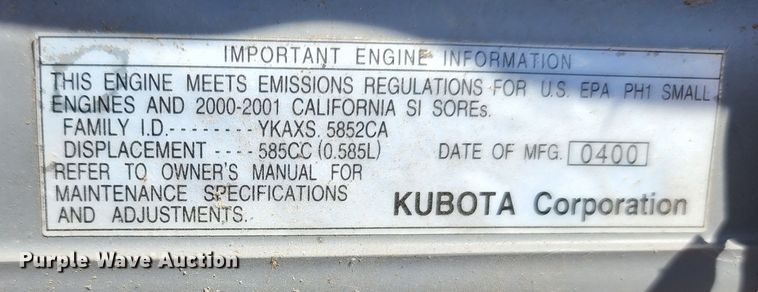 IMPORTANT ENGINE INFORMATION
THIS ENGINE MEETS EMISSIONS REGULATIONS FOR U.S. EPA PH1 SMALL
ENGINES AND 2000-2001 CALIFORNIA SI SOREs.
FAMILY I.D.-------- YKAXS. 5852CA
DISPLACEMENT ---- 585CC (0.585L) DATE OF MFG. 0400
REFER TO OWNER'S MANUAL FOR
MAINTENANCE SPECIFICATIONS
AND ADJUSTMENTS.
KUBOTA Corporation
Purple Wave Auction